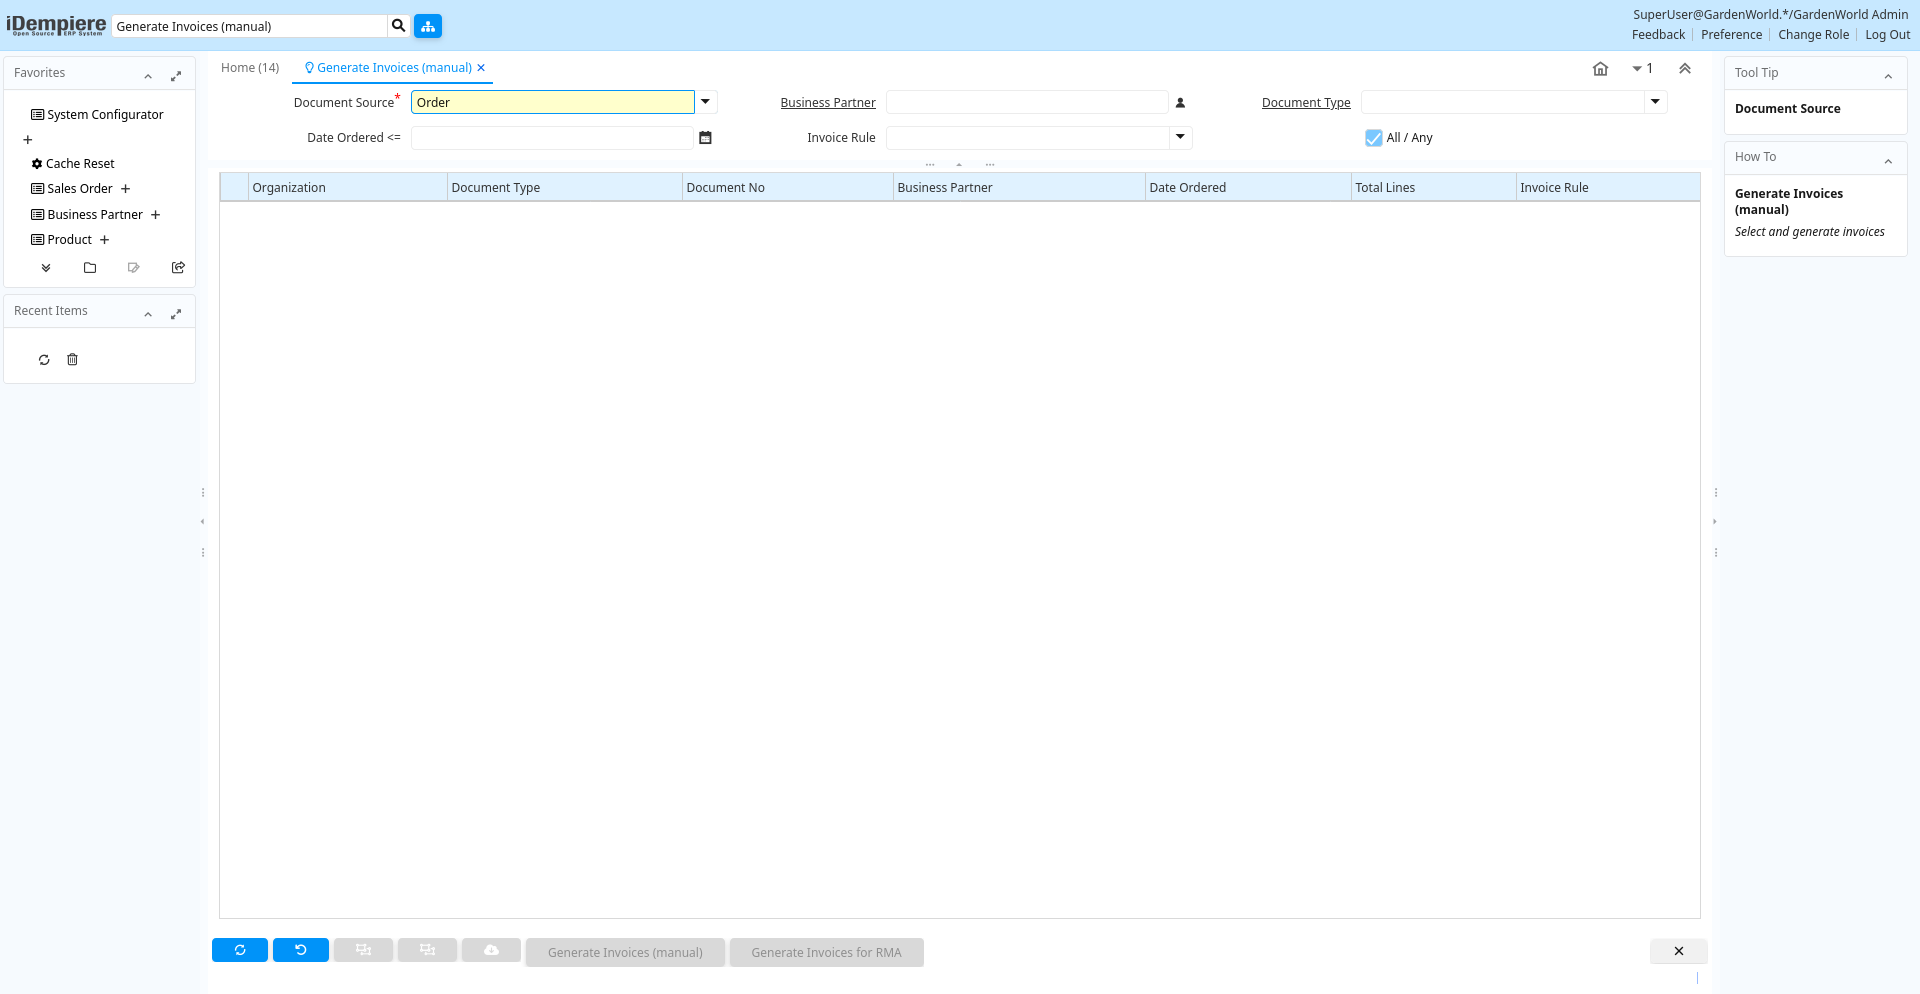 iDempiere
Open Source ERP System
Generate Invoices (manual)
SuperUser@GardenWorld.*/GardenWorld Admin
Feedback Preference Change Role Log Out
Favorites
System Configurator
Cache Reset
Sales Order
Business Partner
Product
Recent Items
Home (14) Generate Invoices (manual)
1
Document Source* Order Business Partner Document Type
Date Ordered <= Invoice Rule All / Any
Organization Document Type Document No Business Partner Date Ordered Total Lines Invoice Rule
Generate Invoices (manual) Generate Invoices for RMA
Tool Tip
Document Source
How To
Generate Invoices
(manual)
Select and generate invoices